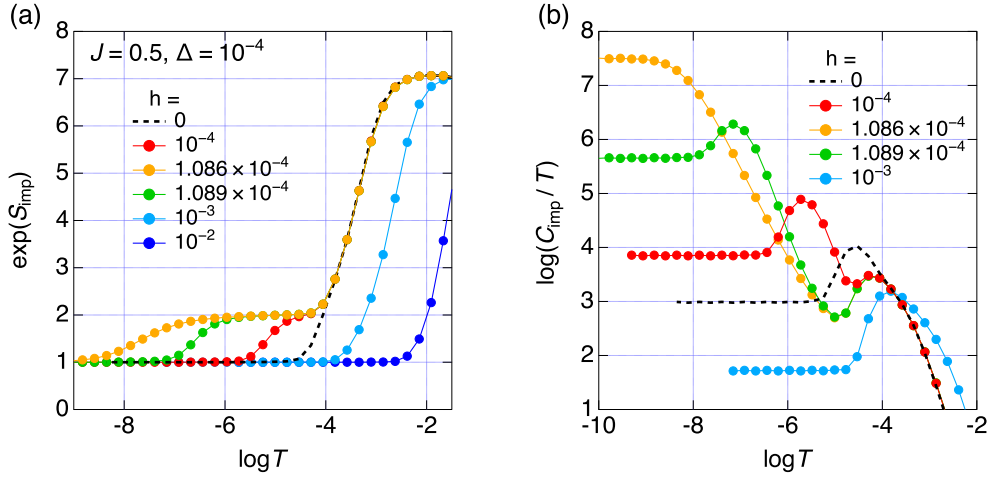 (a)
J = 0.5, Δ = 10⁻⁴
h =
0
10⁻⁴
1.086 × 10⁻⁴
1.089 × 10⁻⁴
10⁻³
10⁻²
exp(S_imp)
8
7
6
5
4
3
2
1
0
-8
-6
-4
-2
log T
(b)
h =
0
10⁻⁴
1.086 × 10⁻⁴
1.089 × 10⁻⁴
10⁻³
log(C_imp / T)
8
7
6
5
4
3
2
1
-10
-8
-6
-4
-2
log T